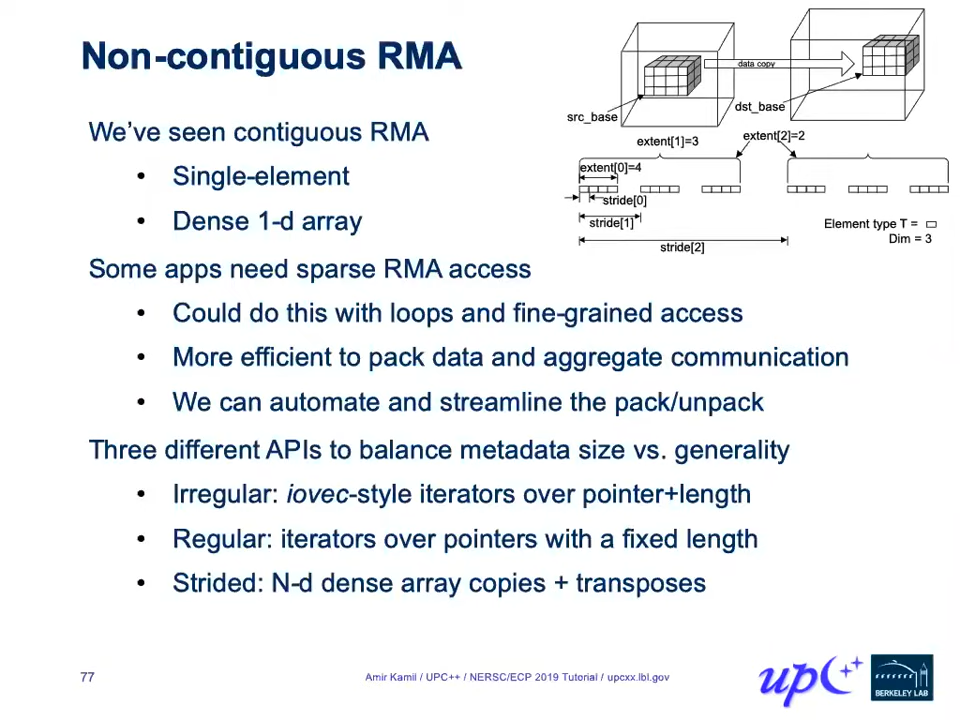 Non-contiguous RMA
data copy
src_base
dst_base
extent[1]=3
extent[2]=2
extent[0]=4
stride[0]
stride[1]
stride[2]
Element type T =
Dim = 3
We've seen contiguous RMA
• Single-element
• Dense 1-d array
Some apps need sparse RMA access
• Could do this with loops and fine-grained access
• More efficient to pack data and aggregate communication
• We can automate and streamline the pack/unpack
Three different APIs to balance metadata size vs. generality
• Irregular: iovec-style iterators over pointer+length
• Regular: iterators over pointers with a fixed length
• Strided: N-d dense array copies + transposes
77
Amir Kamil / UPC++ / NERSC/ECP 2019 Tutorial / upcxx.lbl.gov
upc++
BERKELEY LAB